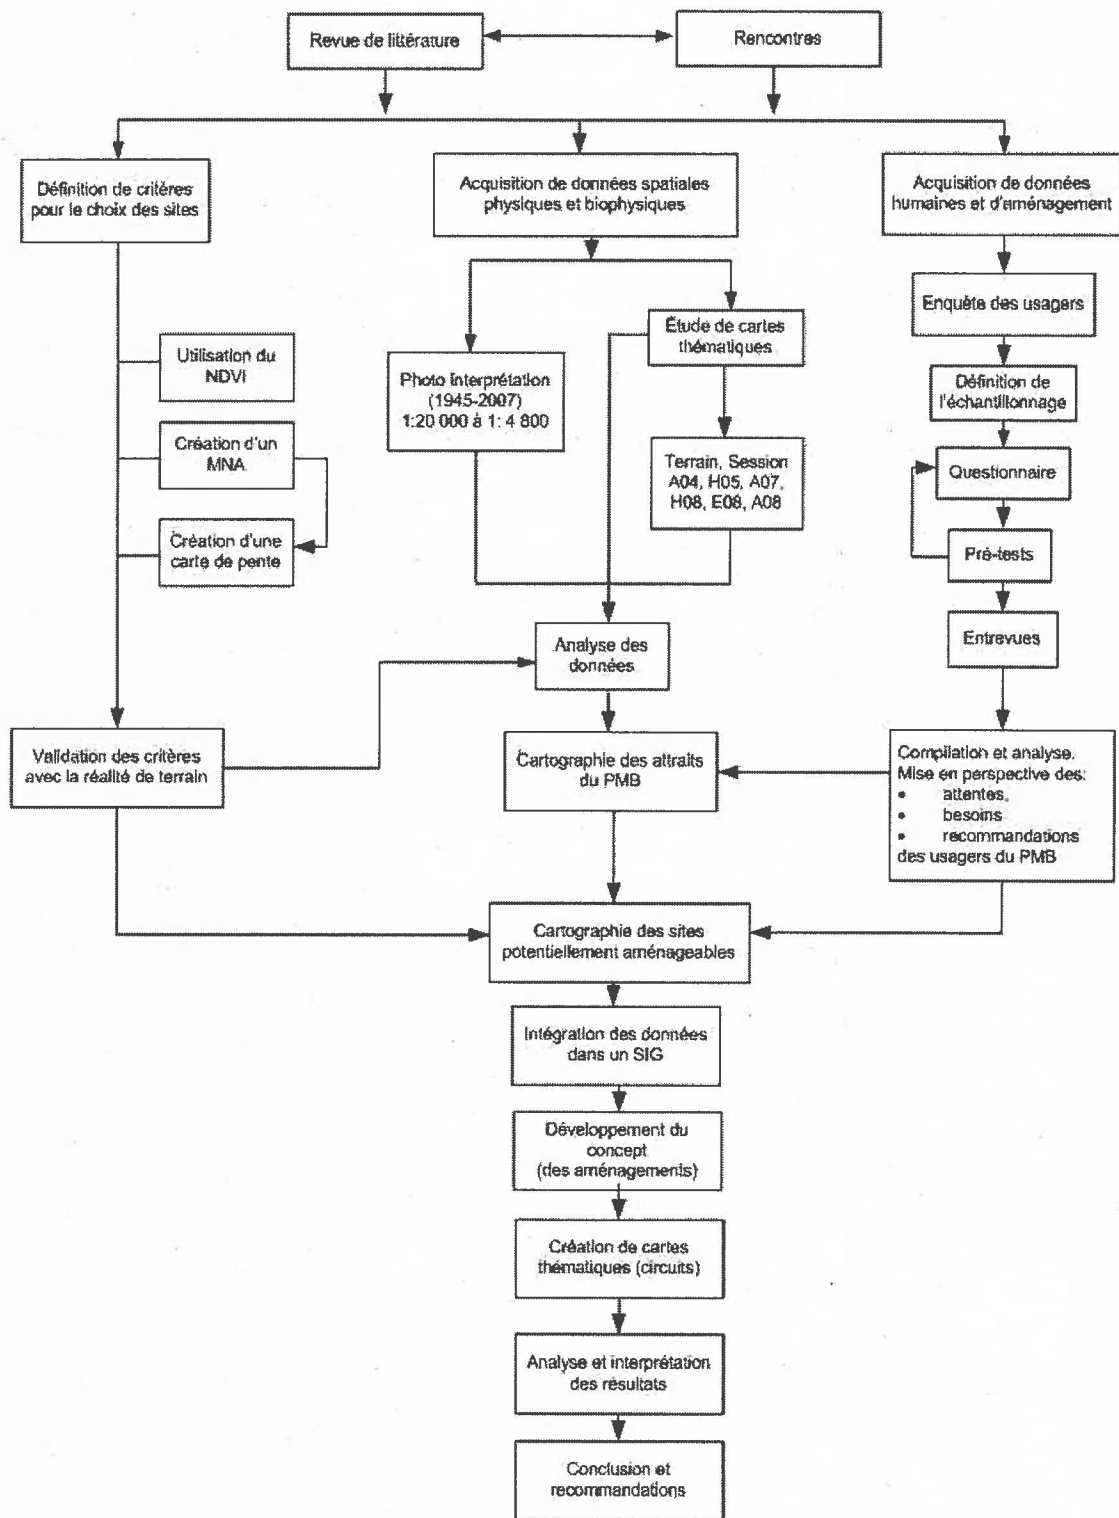 Revue de littérature
Rencontres
Définition de critères
pour le choix des sites
Acquisition de données spatiales
physiques et biophysiques
Acquisition de données
humaines et d'aménagement
Utilisation du
NDVI
Création d'un
MNA.
Création d'une
carte de pente
Photo Interprétation
(1945-2007)
1:20 000 à 1: 4 800
Étude de cartes
thématiques
Terrain, Session
A04, H05, A07,
H08, E08, A08
Enquête des usagers
Définition de
l'échantillonnage
Questionnaire
Pré-tests
Entrevues
Analyse des
données
Validation des critères
avec la réalité de terrain
Cartographie des attraits
du PMB
Compilation et analyse.
Mise en perspective des:
• attentes,
• besoins
• recommandations
des usagers du PMB
Cartographie des sites
potentiellement aménageables
Intégration des données
dans un SIG
Développement du
concept
(des aménagements)
Création de cartes
thématiques (circuits)
Analyse et interprétation
des résultats
Conclusion et
recommandations